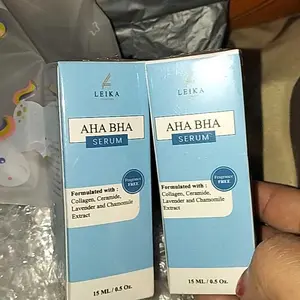 LEIKA
AHA BHA
SERUM
Fragrance
FREE
Formulated with :
Collagen, Ceramide,
Lavender and Chamomile
Extract
15 ML / 0.5 Oz.
LEIKA
AHA BHA
SERUM
Fragrance
FREE
Formulated with :
Collagen, Ceramide,
Lavender and Chamomile
Extract
15 ML / 0.5 Oz.